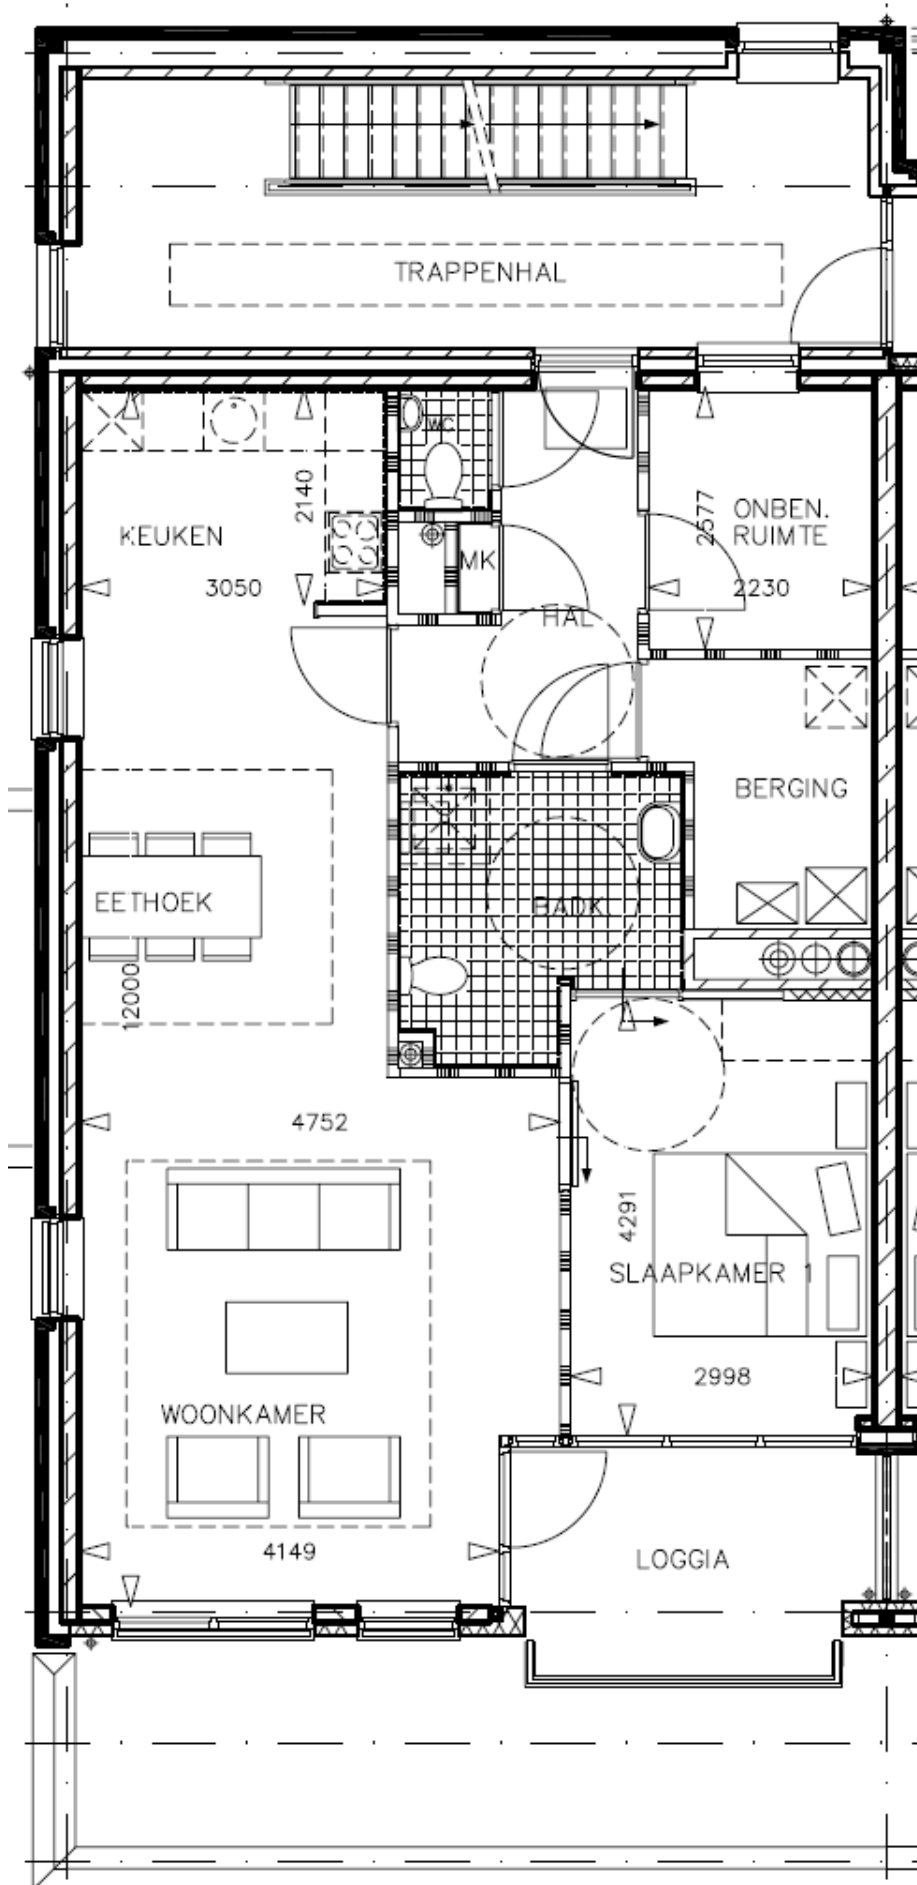 TRAPPENHAL
WC
KEUKEN
2140
3050
MK
HAL
2577
ONBEN.
RUIMTE
2230
BERGING
EETHOEK
BADK.
12000
4752
4291
SLAAPKAMER 1
2998
WOONKAMER
4149
LOGGIA